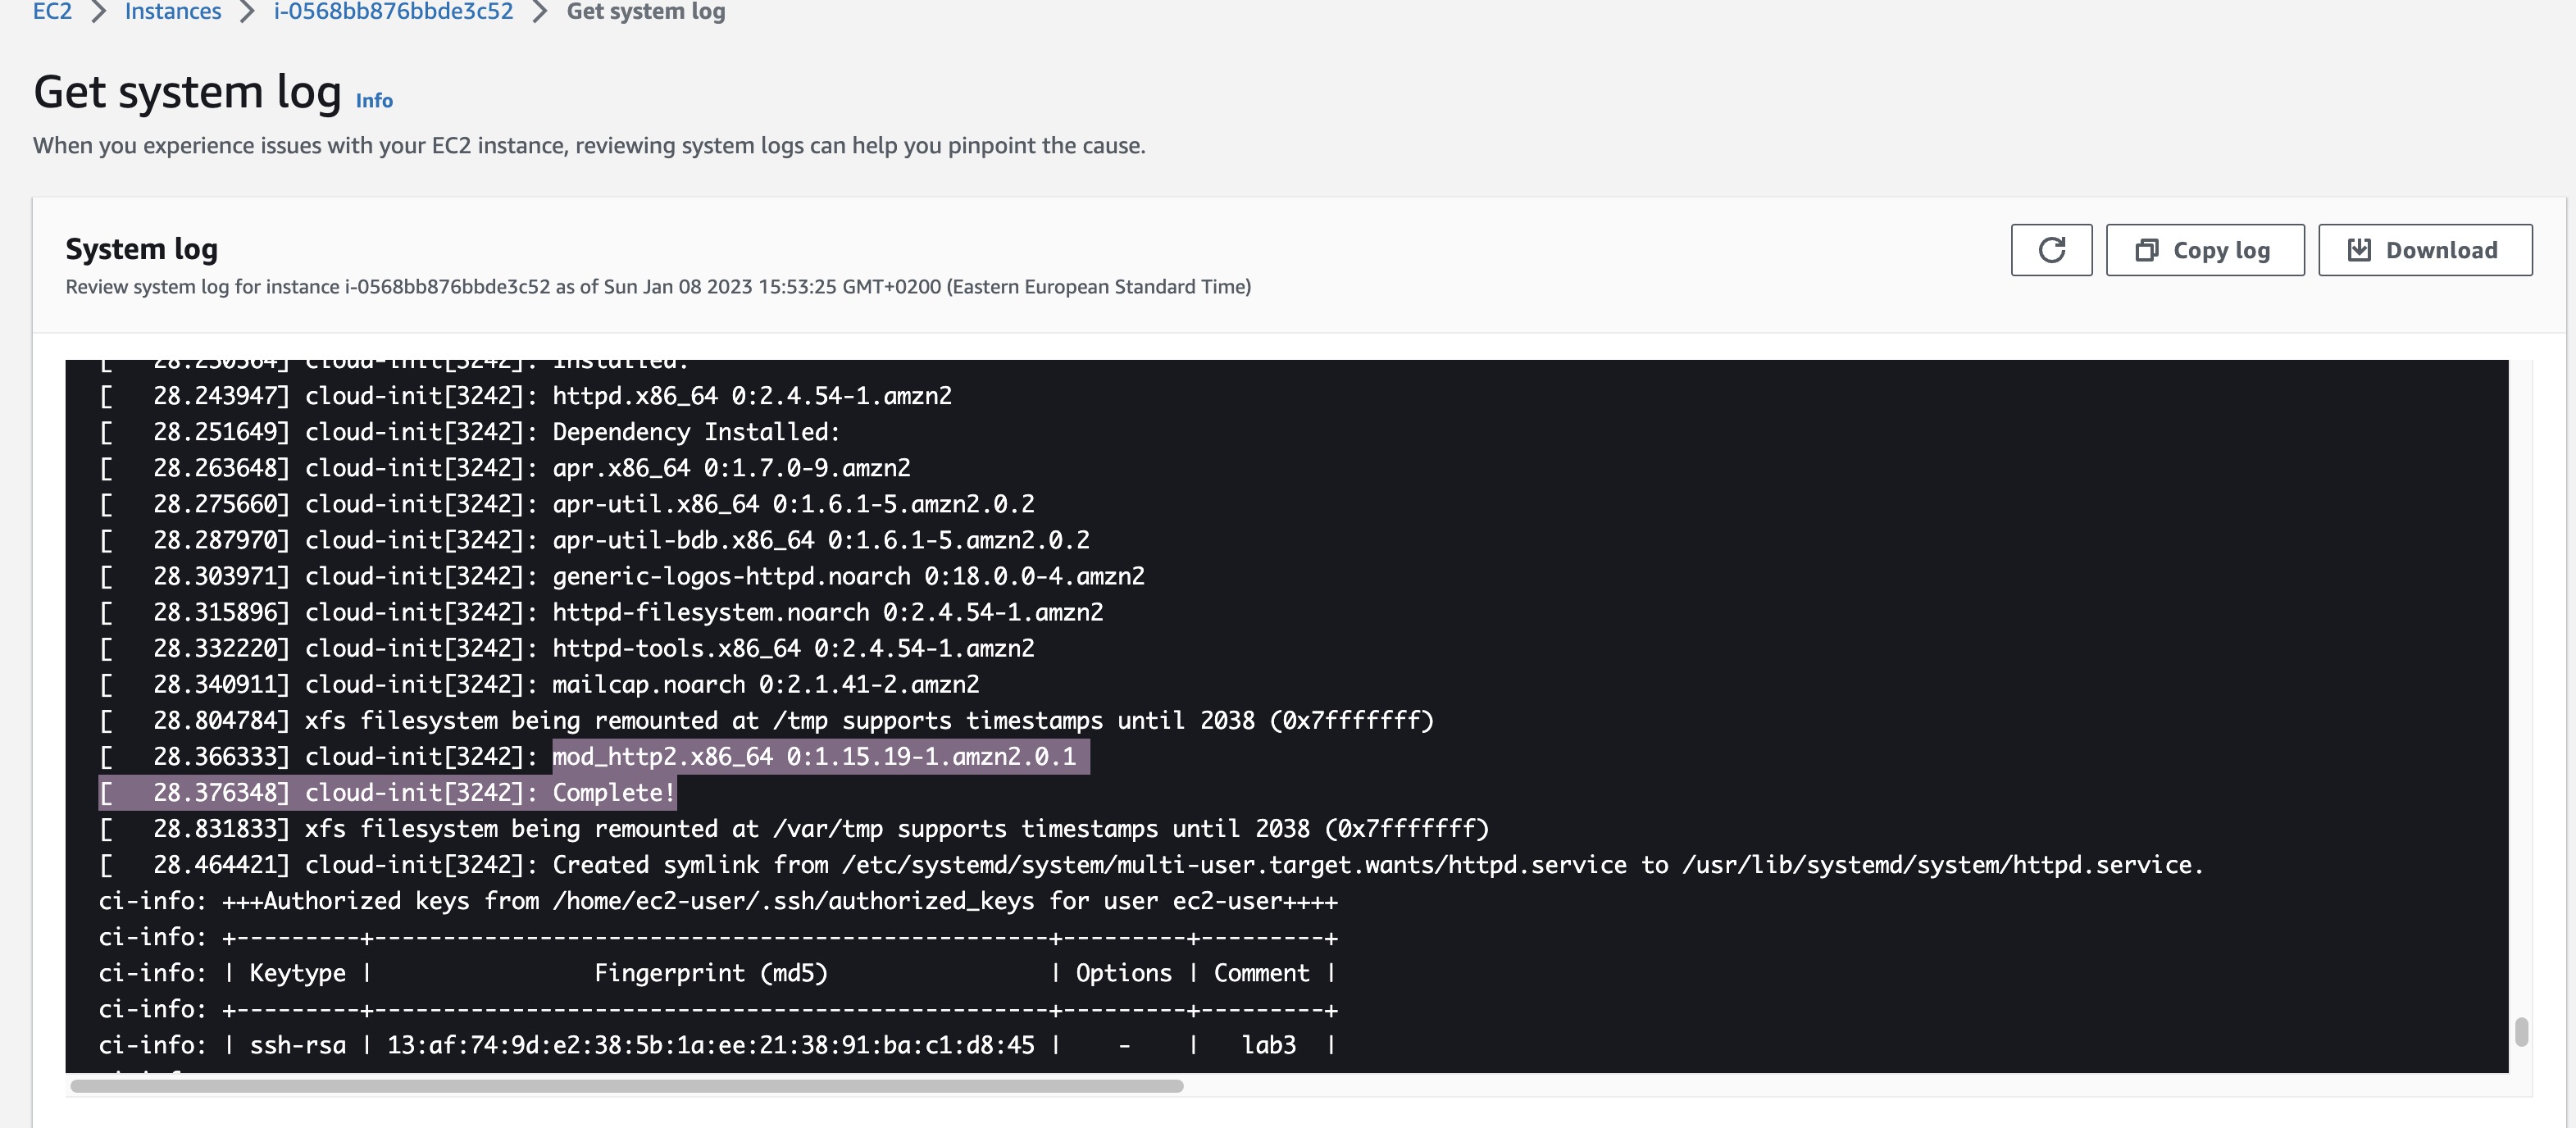 EC2 > Instances > i-0568bb876bbde3c52 > Get system log
Get system log Info
When you experience issues with your EC2 instance, reviewing system logs can help you pinpoint the cause.
System log
Copy log
Download
Review system log for instance i-0568bb876bbde3c52 as of Sun Jan 08 2023 15:53:25 GMT+0200 (Eastern European Standard Time)
[   28.230364] cloud-init[3242]: Installed:
[   28.243947] cloud-init[3242]: httpd.x86_64 0:2.4.54-1.amzn2
[   28.251649] cloud-init[3242]: Dependency Installed:
[   28.263648] cloud-init[3242]: apr.x86_64 0:1.7.0-9.amzn2
[   28.275660] cloud-init[3242]: apr-util.x86_64 0:1.6.1-5.amzn2.0.2
[   28.287970] cloud-init[3242]: apr-util-bdb.x86_64 0:1.6.1-5.amzn2.0.2
[   28.303971] cloud-init[3242]: generic-logos-httpd.noarch 0:18.0.0-4.amzn2
[   28.315896] cloud-init[3242]: httpd-filesystem.noarch 0:2.4.54-1.amzn2
[   28.332220] cloud-init[3242]: httpd-tools.x86_64 0:2.4.54-1.amzn2
[   28.340911] cloud-init[3242]: mailcap.noarch 0:2.1.41-2.amzn2
[   28.804784] xfs filesystem being remounted at /tmp supports timestamps until 2038 (0x7fffffff)
[   28.366333] cloud-init[3242]: mod_http2.x86_64 0:1.15.19-1.amzn2.0.1
[   28.376348] cloud-init[3242]: Complete!
[   28.831833] xfs filesystem being remounted at /var/tmp supports timestamps until 2038 (0x7fffffff)
[   28.464421] cloud-init[3242]: Created symlink from /etc/systemd/system/multi-user.target.wants/httpd.service to /usr/lib/systemd/system/httpd.service.
ci-info: +++Authorized keys from /home/ec2-user/.ssh/authorized_keys for user ec2-user++++
ci-info: +---------+-------------------------------------------------+---------+---------+
ci-info: | Keytype |                Fingerprint (md5)                | Options | Comment |
ci-info: +---------+-------------------------------------------------+---------+---------+
ci-info: | ssh-rsa | 13:af:74:9d:e2:38:5b:1a:ee:21:38:91:ba:c1:d8:45 |    -    |   lab3  |